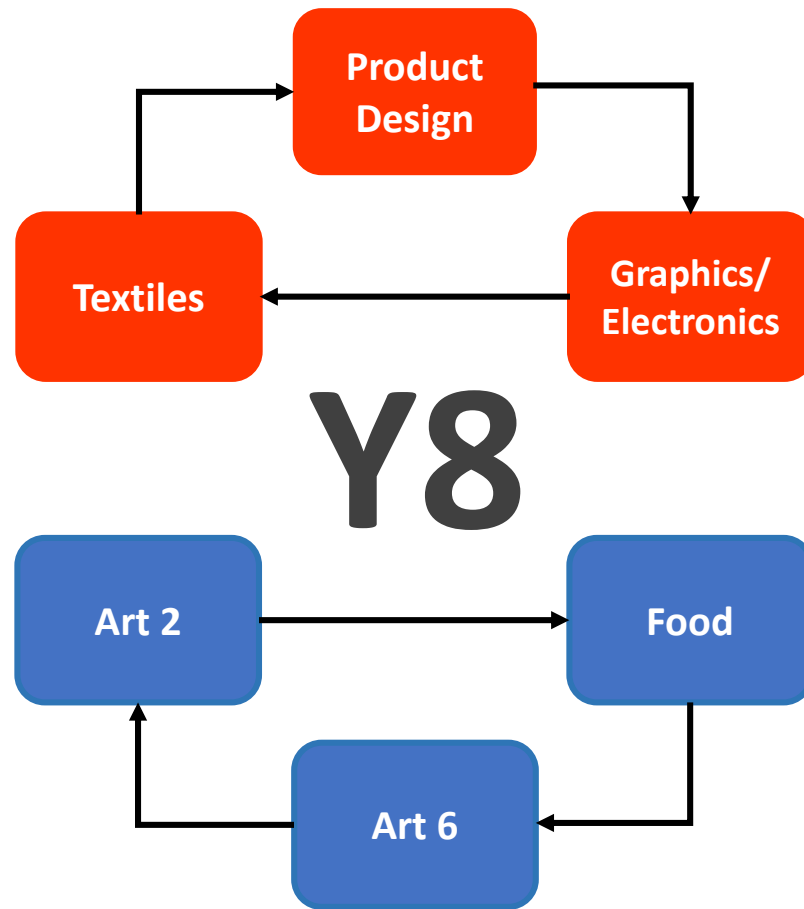 Product
Design
Textiles
Graphics/
Electronics
Y8
Art 2
Food
Art 6